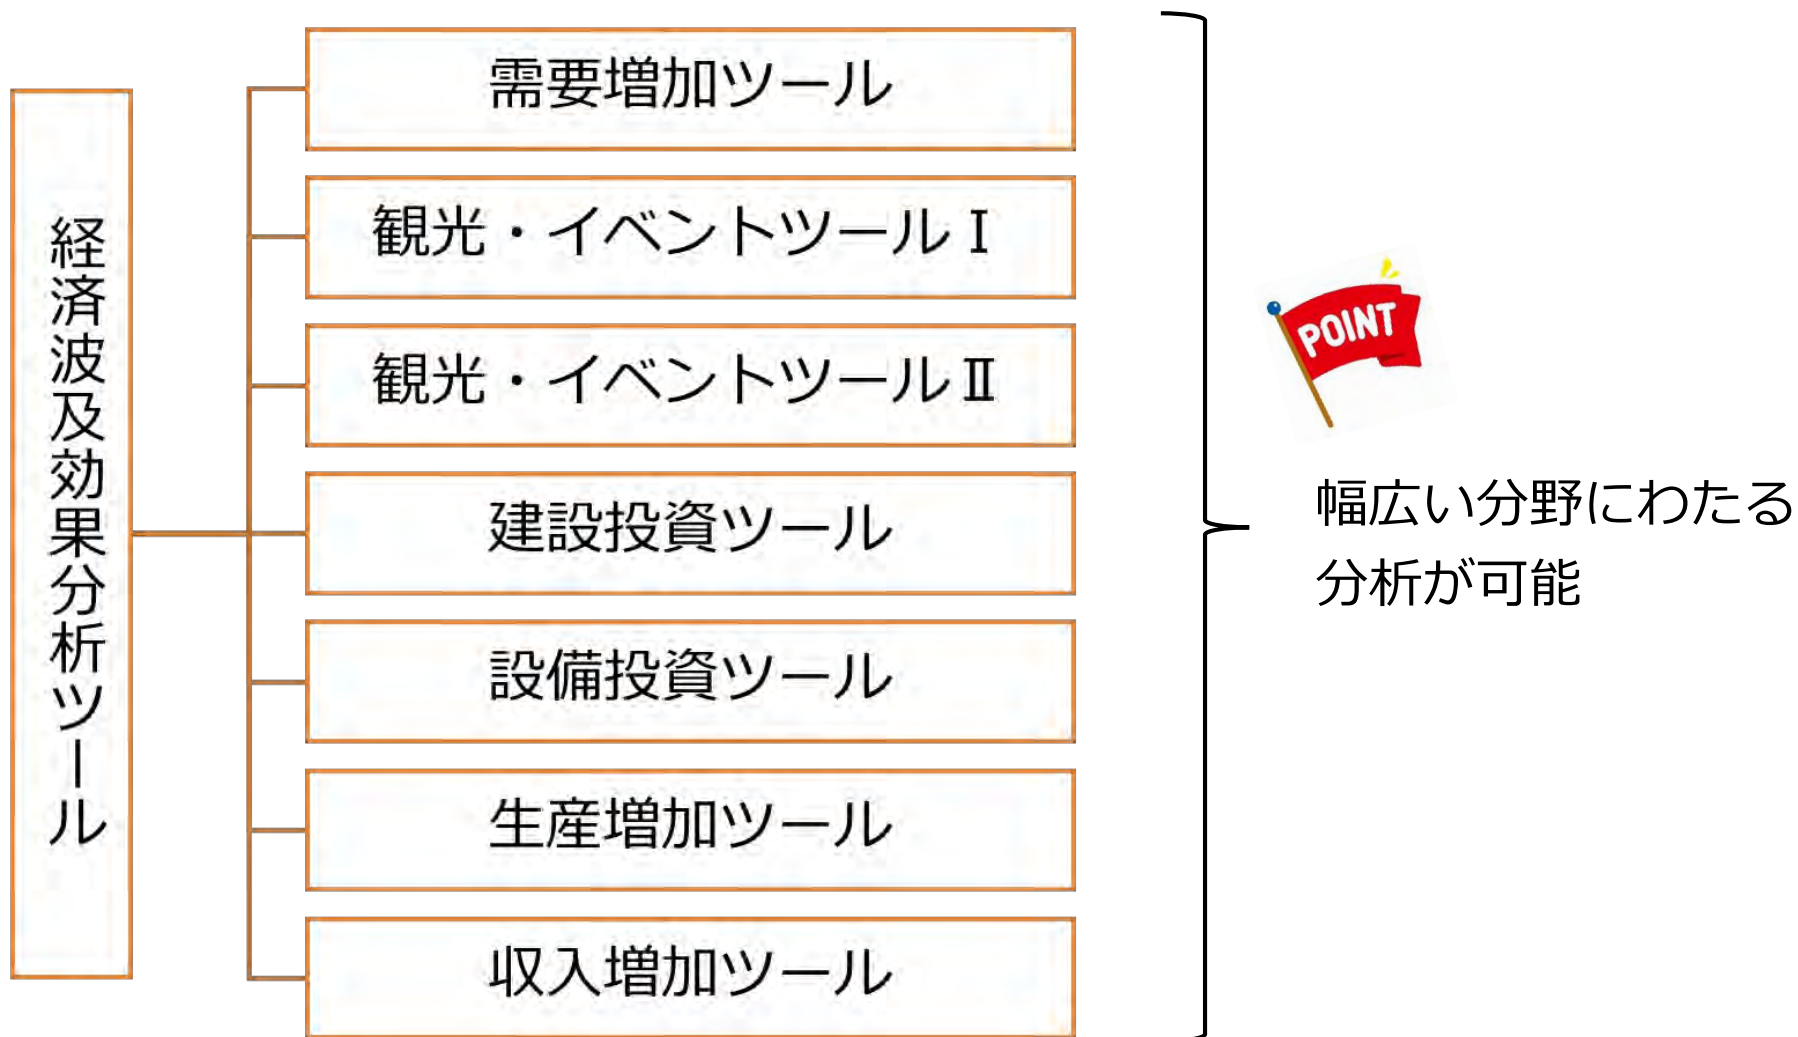 経済波及効果分析ツール
需要増加ツール
観光・イベントツールⅠ
観光・イベントツールⅡ
建設投資ツール
設備投資ツール
生産増加ツール
収入増加ツール
POINT
幅広い分野にわたる
分析が可能